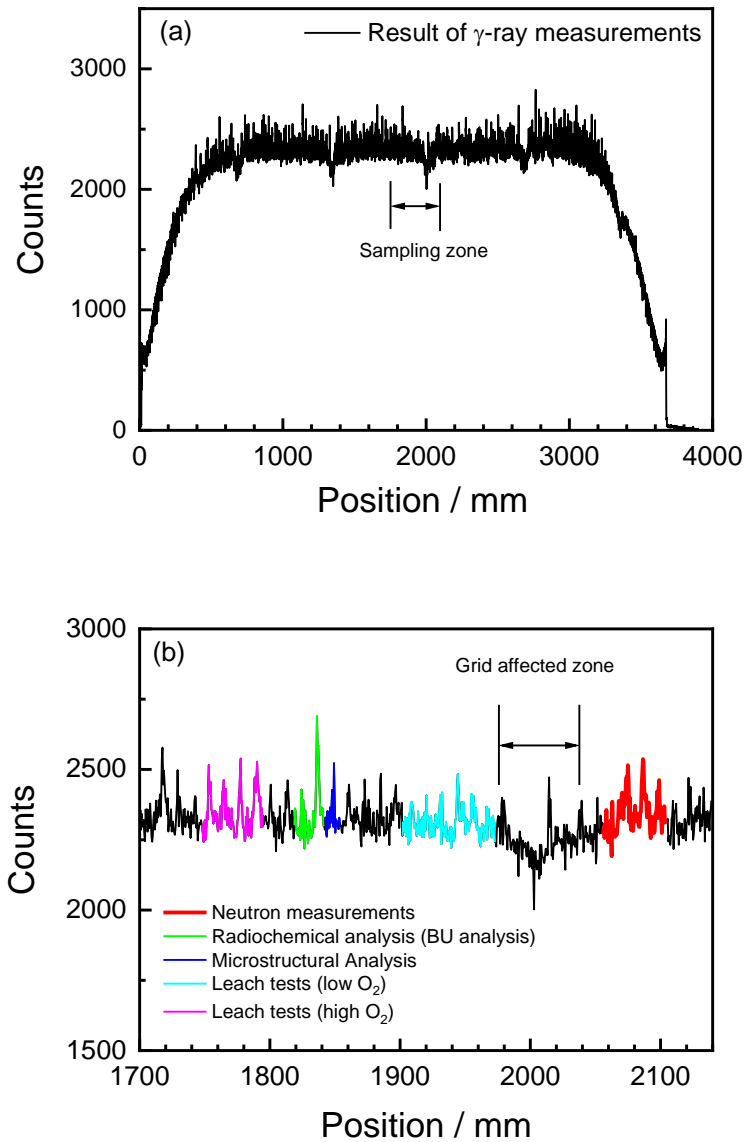 (a)
Result of γ-ray measurements
3000
2000
1000
0
Counts
Sampling zone
0 1000 2000 3000 4000
Position / mm
(b)
Grid affected zone
3000
2500
2000
1500
Counts
Neutron measurements
Radiochemical analysis (BU analysis)
Microstructural Analysis
Leach tests (low O₂)
Leach tests (high O₂)
1700 1800 1900 2000 2100
Position / mm